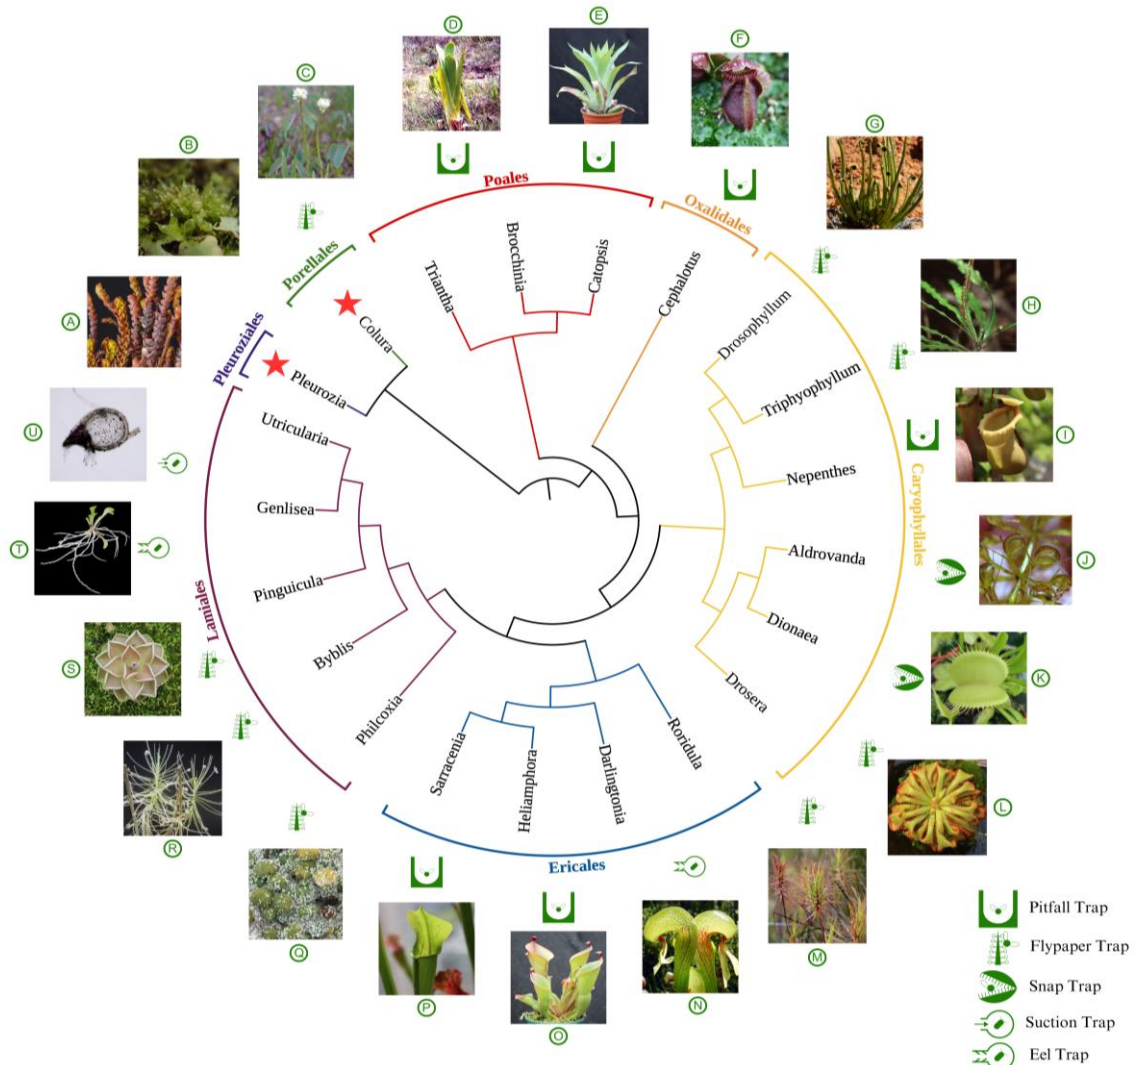 D
E
F
C
G
B
H
A
I
U
J
T
K
S
L
R
M
Q
N
P
O
Poales
Oxalidales
Porellales
Caryophyllales
Pleuroziales
Lamiales
Ericales
Triantha
Brocchinia
Catopsis
Cephalotus
Colura
Pleurozia
Drosophyllum
Triphyophyllum
Nepenthes
Aldrovanda
Dionaea
Drosera
Roridula
Darlingtonia
Heliamphora
Sarracenia
Philcoxia
Byblis
Pinguicula
Genlisea
Utricularia
Pitfall Trap
Flypaper Trap
Snap Trap
Suction Trap
Eel Trap